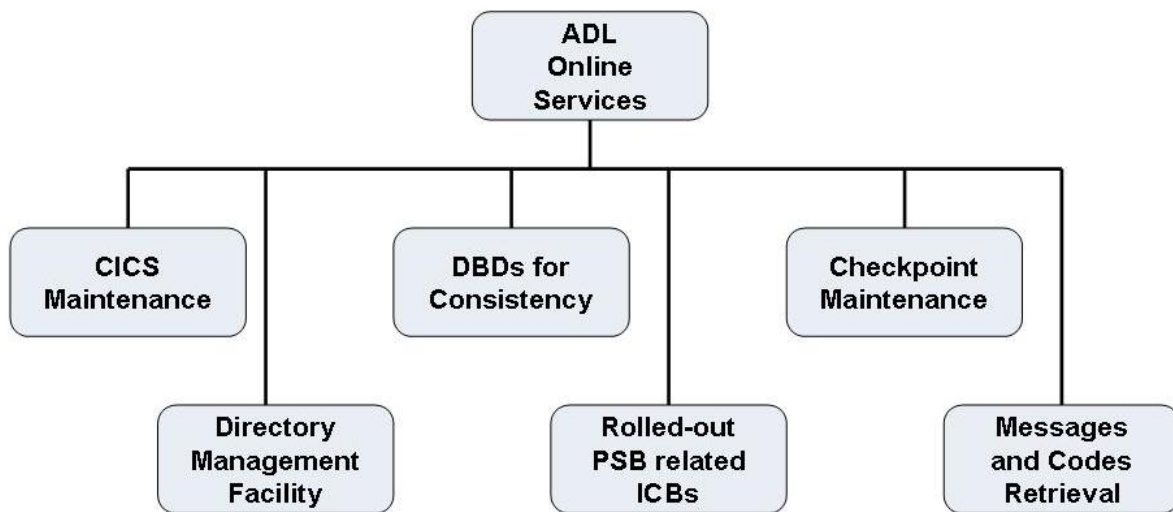 ADL
Online
Services
CICS
Maintenance
DBDs for
Consistency
Checkpoint
Maintenance
Directory
Management
Facility
Rolled-out
PSB related
ICBs
Messages
and Codes
Retrieval